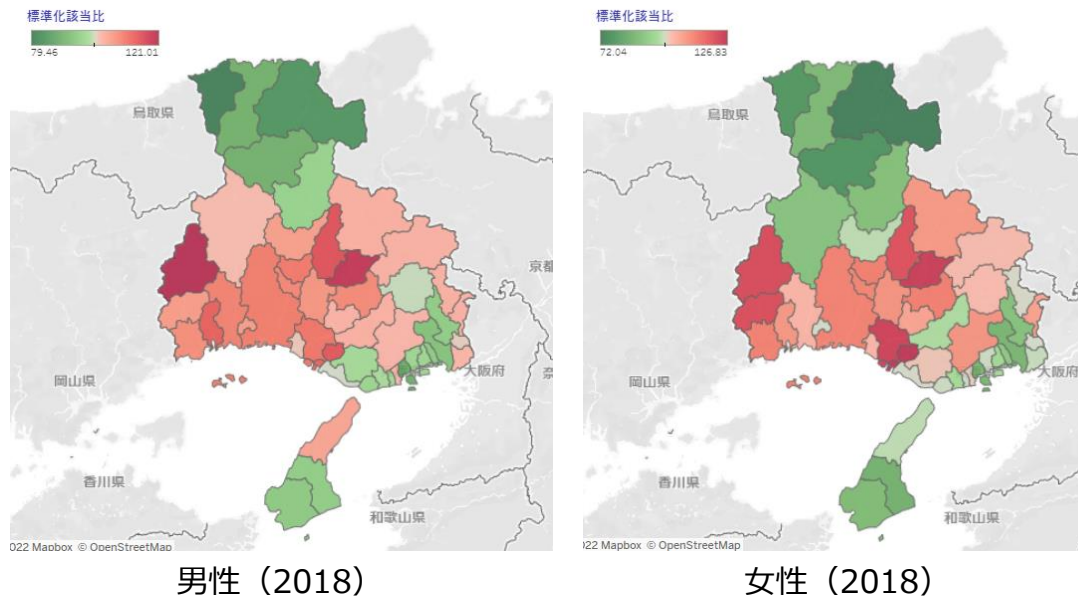 標準化該当比
79.46
121.01
鳥取県
京都
岡山県
大阪府
奈
香川県
和歌山県
022 Mapbox © OpenStreetMap
男性（2018）
標準化該当比
72.04
126.83
鳥取県
岡山県
大阪府
香川県
和歌山県
022 Mapbox © OpenStreetMap
女性（2018）